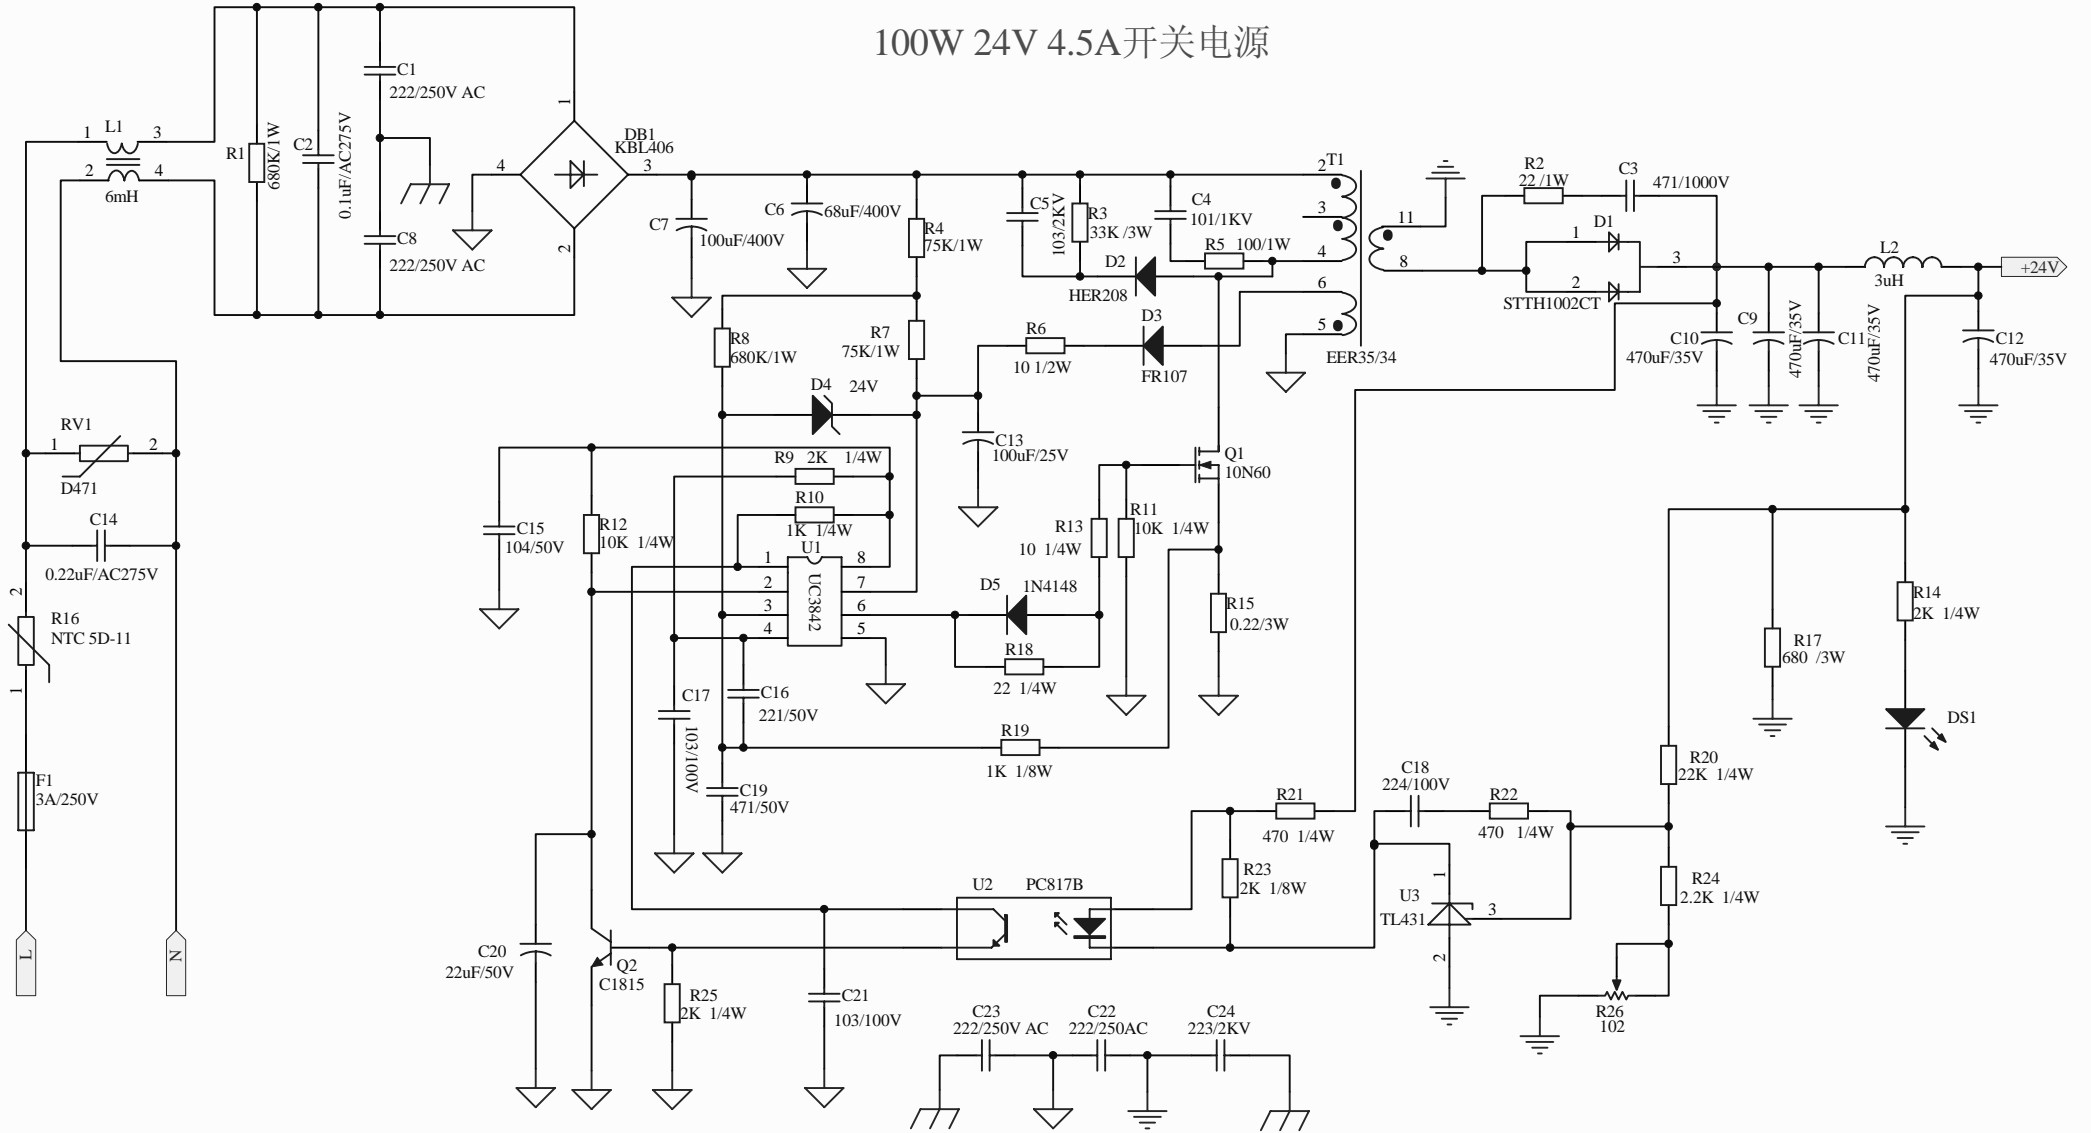 100W 24V 4.5A开关电源
C1
222/250V AC
L1
1
3
2
4
6mH
R1
680K/1W
C2
0.1uF/AC275V
C8
222/250V AC
1
DB1
KBL406
4
3
2
C7
100uF/400V
C6
68uF/400V
R4
75K/1W
C5
103/2KV
R3
33K /3W
C4
101/1KV
R5
100/1W
D2
HER208
2
T1
3
4
6
5
EER35/34
11
8
R2
22 /1W
C3
471/1000V
D1
1
2
3
STTH1002CT
L2
3uH
+24V
C10
470uF/35V
C9
470uF/35V
C11
470uF/35V
C12
470uF/35V
R8
680K/1W
R7
75K/1W
R6
10 1/2W
D3
FR107
D4
24V
C13
100uF/25V
RV1
1
2
D471
C14
0.22uF/AC275V
2
R16
NTC 5D-11
1
F1
3A/250V
L
N
C15
104/50V
R12
10K 1/4W
R9
2K 1/4W
R10
1K 1/4W
U1
UC3842
1
2
3
4
8
7
6
5
D5
1N4148
R18
22 1/4W
R13
10 1/4W
R11
10K 1/4W
Q1
10N60
R15
0.22/3W
C17
103/100V
C16
221/50V
R19
1K 1/8W
C19
471/50V
R14
2K 1/4W
R17
680 /3W
DS1
R20
22K 1/4W
R21
470 1/4W
C18
224/100V
R22
470 1/4W
R23
2K 1/8W
U3
TL431
1
3
2
R24
2.2K 1/4W
R26
102
U2
PC817B
C20
22uF/50V
Q2
C1815
R25
2K 1/4W
C21
103/100V
C23
222/250V AC
C22
222/250AC
C24
223/2KV